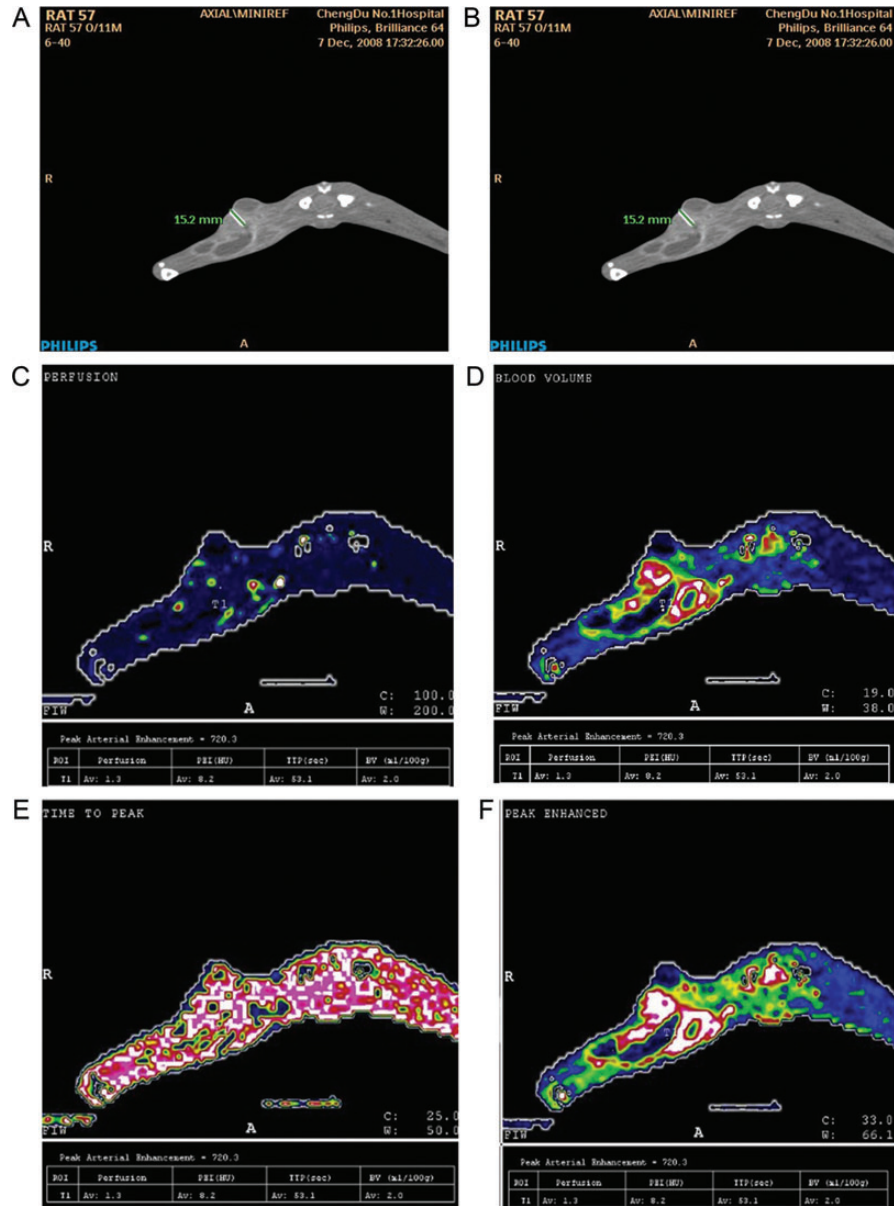 A
RAT 57
RAT 57 O/11M
6-40
AXIAL\MINIREF
ChengDu No.1Hospital
Philips, Brilliance 64
7 Dec, 2008 17:32:26.00
R
15.2 mm
A
PHILIPS
B
RAT 57
RAT 57 O/11M
6-40
AXIAL\MINIREF
ChengDu No.1Hospital
Philips, Brilliance 64
7 Dec, 2008 17:32:26.00
R
15.2 mm
A
PHILIPS
C
PERFUSION
R
T1
A
FIW
C: 100.0
W: 200.0
Peak Arterial Enhancement = 720.3
ROI Perfusion PEI(HU) TTP(sec) BV (ml/100g)
T1 Av: 1.3 Av: 8.2 Av: 53.1 Av: 2.0
D
BLOOD VOLUME
R
A
FIW
C: 19.0
W: 38.0
Peak Arterial Enhancement = 720.3
ROI Perfusion PEI(HU) TTP(sec) BV (ml/100g)
T1 Av: 1.3 Av: 8.2 Av: 53.1 Av: 2.0
E
TIME TO PEAK
R
A
FIW
C: 25.0
W: 50.0
Peak Arterial Enhancement = 720.3
ROI Perfusion PEI(HU) TTP(sec) BV (ml/100g)
T1 Av: 1.3 Av: 8.2 Av: 53.1 Av: 2.0
F
PEAK ENHANCED
R
A
FIW
C: 33.0
W: 66.1
Peak Arterial Enhancement = 720.3
ROI Perfusion PEI(HU) TTP(sec) BV (ml/100g)
T1 Av: 1.3 Av: 8.2 Av: 53.1 Av: 2.0